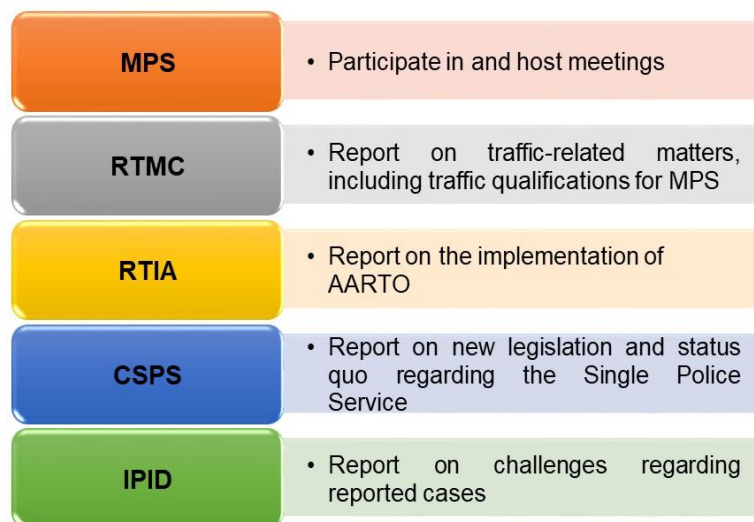 MPS
• Participate in and host meetings
RTMC
• Report on traffic-related matters,
including traffic qualifications for MPS
RTIA
• Report on the implementation of
AARTO
CSPS
• Report on new legislation and status
quo regarding the Single Police
Service
IPID
• Report on challenges regarding
reported cases